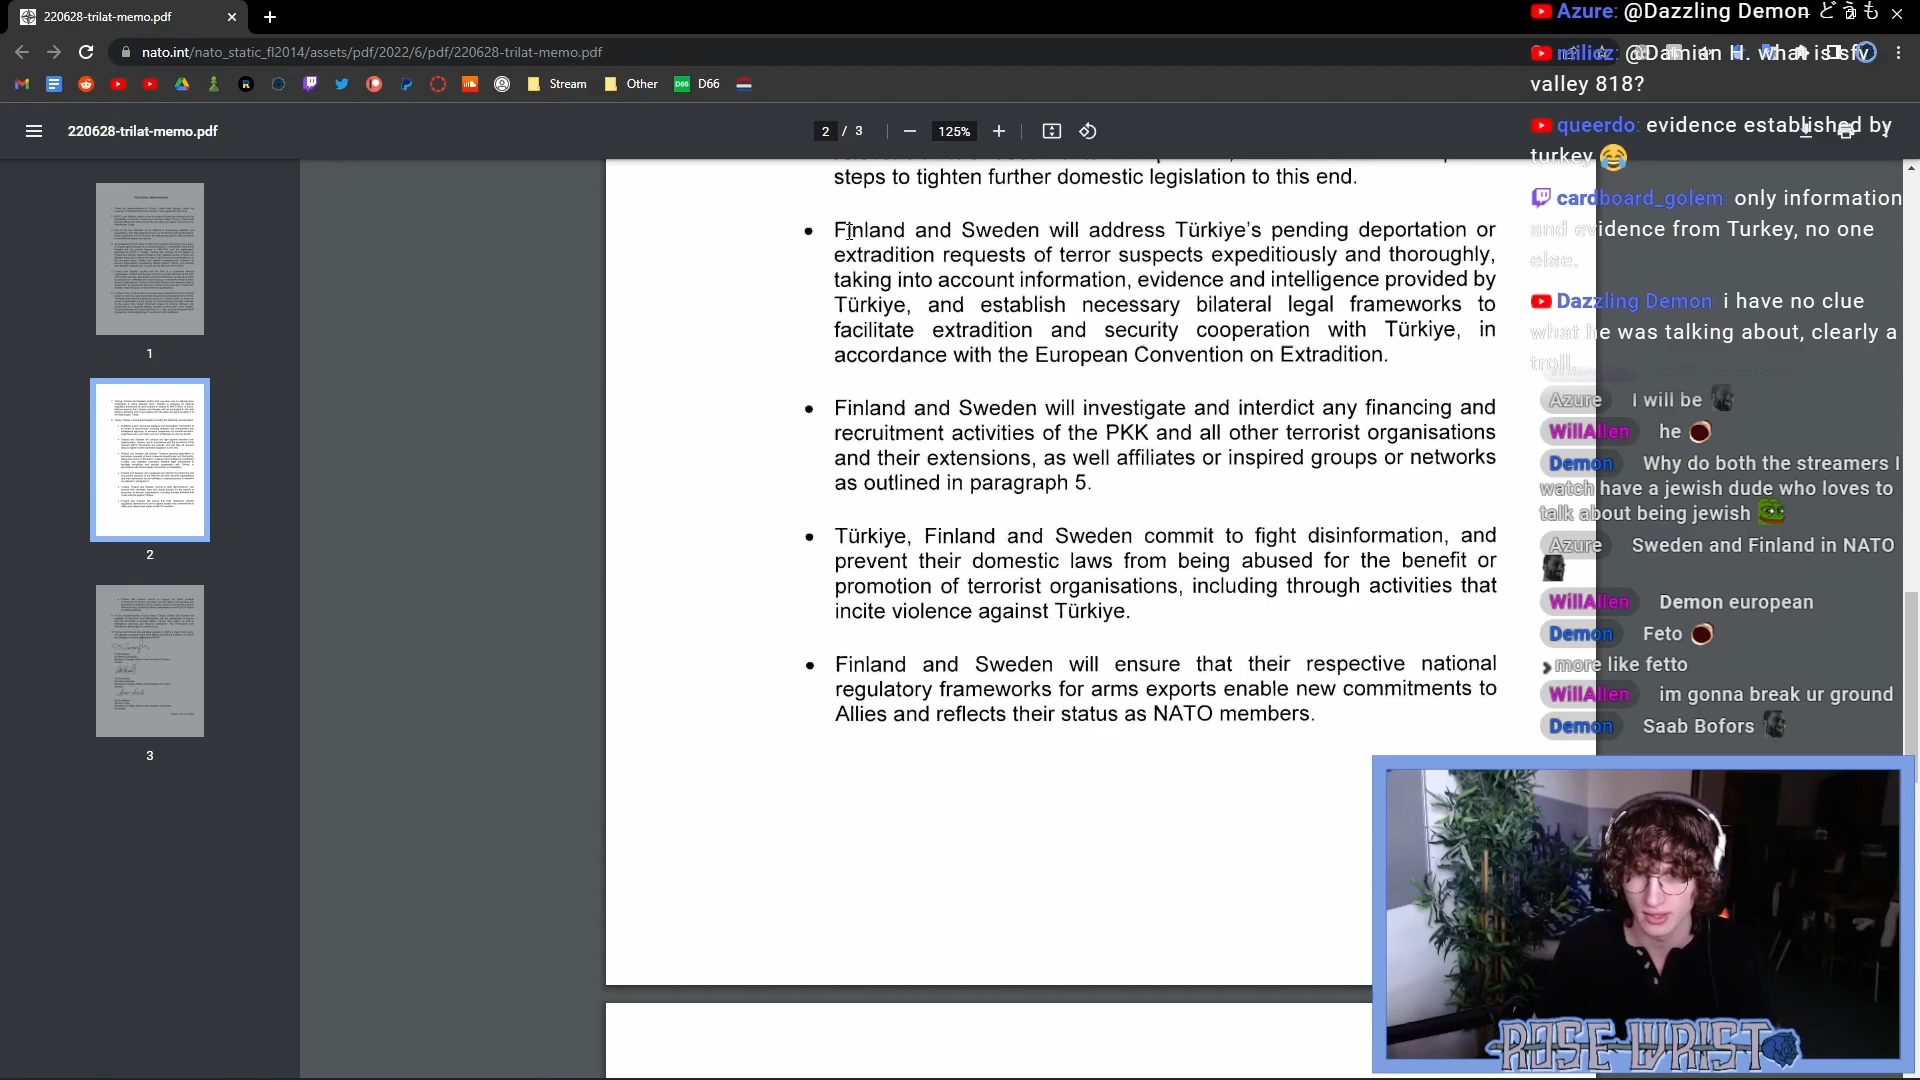 220628-trilat-memo.pdf
nato.int/nato_static_fl2014/assets/pdf/2022/6/pdf/220628-trilat-memo.pdf
Stream
Other
D66
D66
220628-trilat-memo.pdf
2 / 3
125%
1
2
3
steps to tighten further domestic legislation to this end.
• Finland and Sweden will address Türkiye's pending deportation or
extradition requests of terror suspects expeditiously and thoroughly,
taking into account information, evidence and intelligence provided by
Türkiye, and establish necessary bilateral legal frameworks to
facilitate extradition and security cooperation with Türkiye, in
accordance with the European Convention on Extradition.
• Finland and Sweden will investigate and interdict any financing and
recruitment activities of the PKK and all other terrorist organisations
and their extensions, as well affiliates or inspired groups or networks
as outlined in paragraph 5.
• Türkiye, Finland and Sweden commit to fight disinformation, and
prevent their domestic laws from being abused for the benefit or
promotion of terrorist organisations, including through activities that
incite violence against Türkiye.
• Finland and Sweden will ensure that their respective national
regulatory frameworks for arms exports enable new commitments to
Allies and reflects their status as NATO members.
Azure: @Dazzling Demon どうも
milicz: @Damien H. what is sfv
valley 818?
queerdo: evidence established by
turkey 😂
cardboard_golem: only information
and evidence from Turkey, no one
else.
Dazzling Demon: i have no clue
what he was talking about, clearly a
troll.
Azure I will be
WillAllen he
Demon Why do both the streamers I
watch have a jewish dude who loves to
talk about being jewish
Azure Sweden and Finland in NATO
WillAllen Demon european
Demon Feto
more like fetto
WillAllen im gonna break ur ground
Demon Saab Bofors
ROSE WRIST